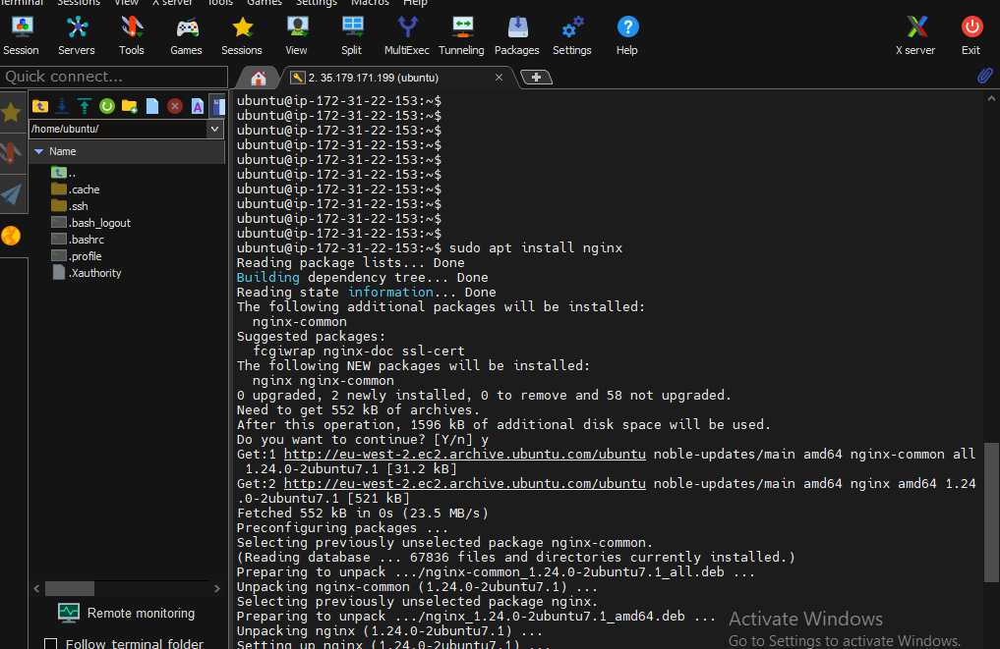 Terminal Sessions View X server Tools Games Settings Macros Help
Session Servers Tools Games Sessions View Split MultiExec Tunneling Packages Settings Help X server Exit
Quick connect...
2. 35.179.171.199 (ubuntu)
/home/ubuntu/
Name
..
.cache
.ssh
.bash_logout
.bashrc
.profile
.Xauthority
Remote monitoring
Follow terminal folder
ubuntu@ip-172-31-22-153:~$
ubuntu@ip-172-31-22-153:~$
ubuntu@ip-172-31-22-153:~$
ubuntu@ip-172-31-22-153:~$
ubuntu@ip-172-31-22-153:~$
ubuntu@ip-172-31-22-153:~$
ubuntu@ip-172-31-22-153:~$
ubuntu@ip-172-31-22-153:~$
ubuntu@ip-172-31-22-153:~$
ubuntu@ip-172-31-22-153:~$
ubuntu@ip-172-31-22-153:~$ sudo apt install nginx
Reading package lists... Done
Building dependency tree... Done
Reading state information... Done
The following additional packages will be installed:
  nginx-common
Suggested packages:
  fcgiwrap nginx-doc ssl-cert
The following NEW packages will be installed:
  nginx nginx-common
0 upgraded, 2 newly installed, 0 to remove and 58 not upgraded.
Need to get 552 kB of archives.
After this operation, 1596 kB of additional disk space will be used.
Do you want to continue? [Y/n] y
Get:1 http://eu-west-2.ec2.archive.ubuntu.com/ubuntu noble-updates/main amd64 nginx-common all
 1.24.0-2ubuntu7.1 [31.2 kB]
Get:2 http://eu-west-2.ec2.archive.ubuntu.com/ubuntu noble-updates/main amd64 nginx amd64 1.24
.0-2ubuntu7.1 [521 kB]
Fetched 552 kB in 0s (23.5 MB/s)
Preconfiguring packages ...
Selecting previously unselected package nginx-common.
(Reading database ... 67836 files and directories currently installed.)
Preparing to unpack .../nginx-common_1.24.0-2ubuntu7.1_all.deb ...
Unpacking nginx-common (1.24.0-2ubuntu7.1) ...
Selecting previously unselected package nginx.
Preparing to unpack .../nginx_1.24.0-2ubuntu7.1_amd64.deb ...
Unpacking nginx (1.24.0-2ubuntu7.1) ...
Setting up nginx (1.24.0-2ubuntu7.1) ...
Activate Windows
Go to Settings to activate Windows.